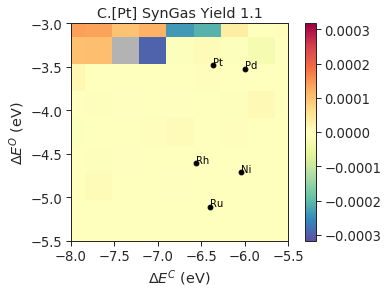 C.[Pt] SynGas Yield 1.1
ΔE^O (eV)
−3.0
−3.5
−4.0
−4.5
−5.0
−5.5
Pt
Pd
Rh
Ni
Ru
−8.0 −7.5 −7.0 −6.5 −6.0 −5.5
ΔE^C (eV)
0.0003
0.0002
0.0001
0.0000
−0.0001
−0.0002
−0.0003